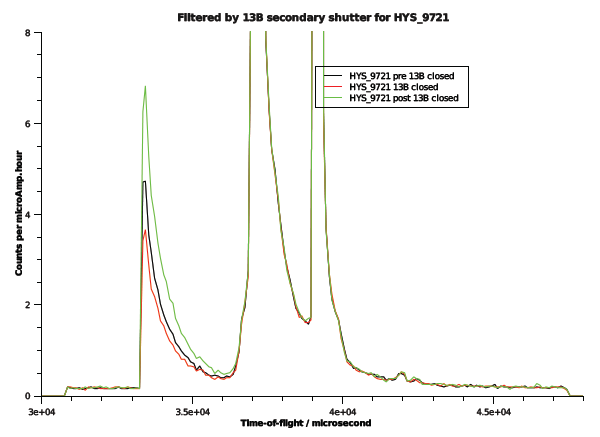 Filtered by 13B secondary shutter for HYS_9721
8
HYS_9721 pre 13B closed
HYS_9721 13B closed
HYS_9721 post 13B closed
6
Counts per microAmp.hour
4
2
0
3e+04 3.5e+04 4e+04 4.5e+04
Time-of-flight / microsecond